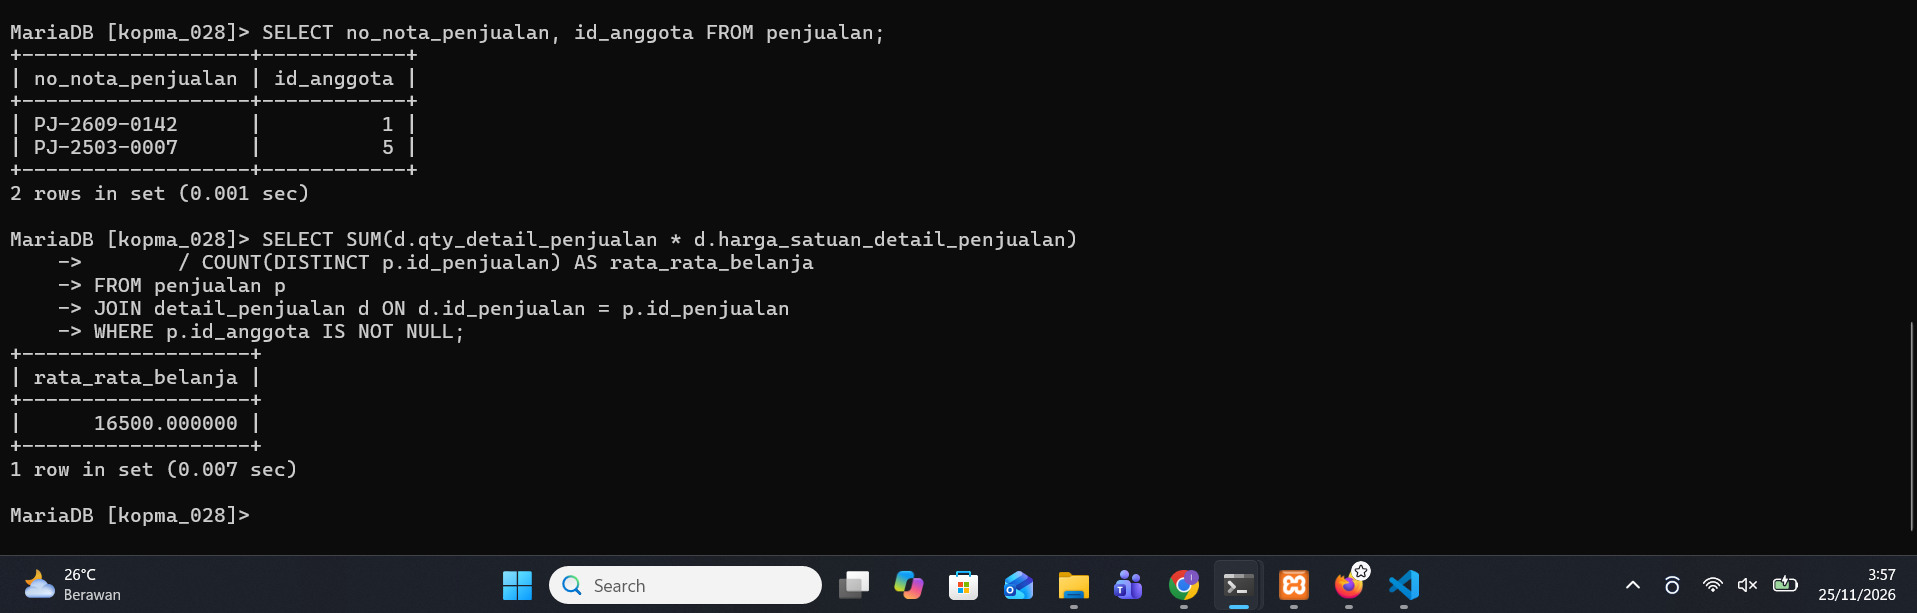 MariaDB [kopma_028]> SELECT no_nota_penjualan, id_anggota FROM penjualan;
+-------------------+------------+
| no_nota_penjualan | id_anggota |
+-------------------+------------+
| PJ-2609-0142      |          1 |
| PJ-2503-0007      |          5 |
+-------------------+------------+
2 rows in set (0.001 sec)
MariaDB [kopma_028]> SELECT SUM(d.qty_detail_penjualan * d.harga_satuan_detail_penjualan)
    ->        / COUNT(DISTINCT p.id_penjualan) AS rata_rata_belanja
    -> FROM penjualan p
    -> JOIN detail_penjualan d ON d.id_penjualan = p.id_penjualan
    -> WHERE p.id_anggota IS NOT NULL;
+-------------------+
| rata_rata_belanja |
+-------------------+
|      16500.000000 |
+-------------------+
1 row in set (0.007 sec)
MariaDB [kopma_028]>
26°C
Berawan
Search
3:57
25/11/2026